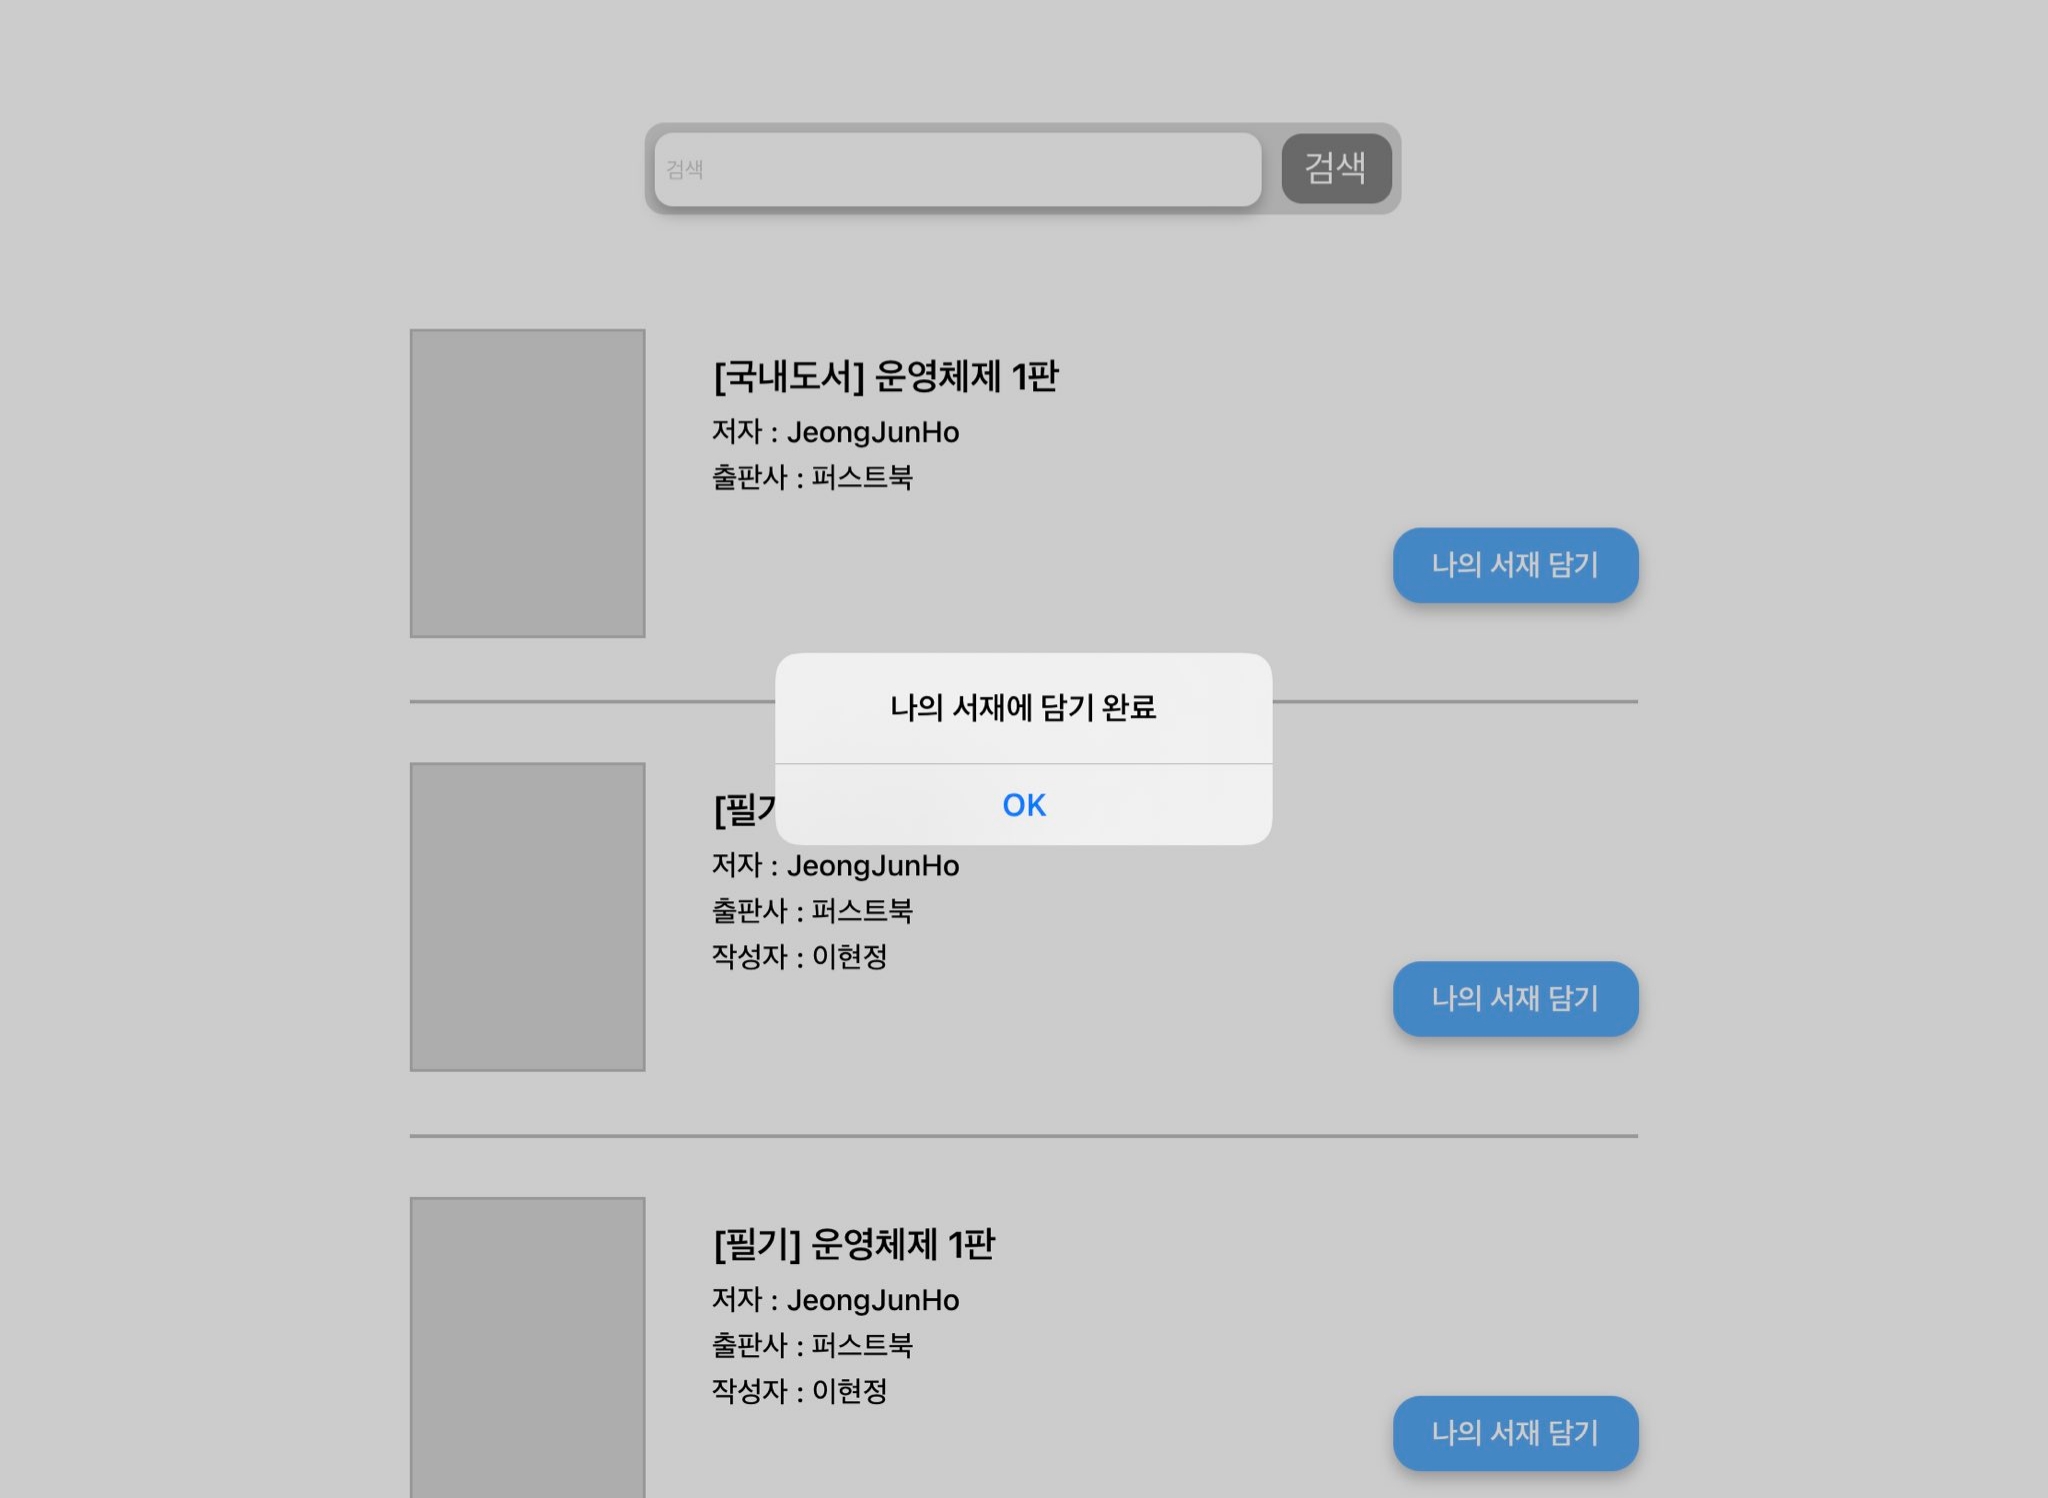 검색 검색
[국내도서] 운영체제 1판
저자 : JeongJunHo
출판사 : 퍼스트북
나의 서재 담기
나의 서재에 담기 완료
OK
저자 : JeongJunHo
출판사 : 퍼스트북
작성자 : 이현정
나의 서재 담기
[필기] 운영체제 1판
저자 : JeongJunHo
출판사 : 퍼스트북
작성자 : 이현정
나의 서재 담기